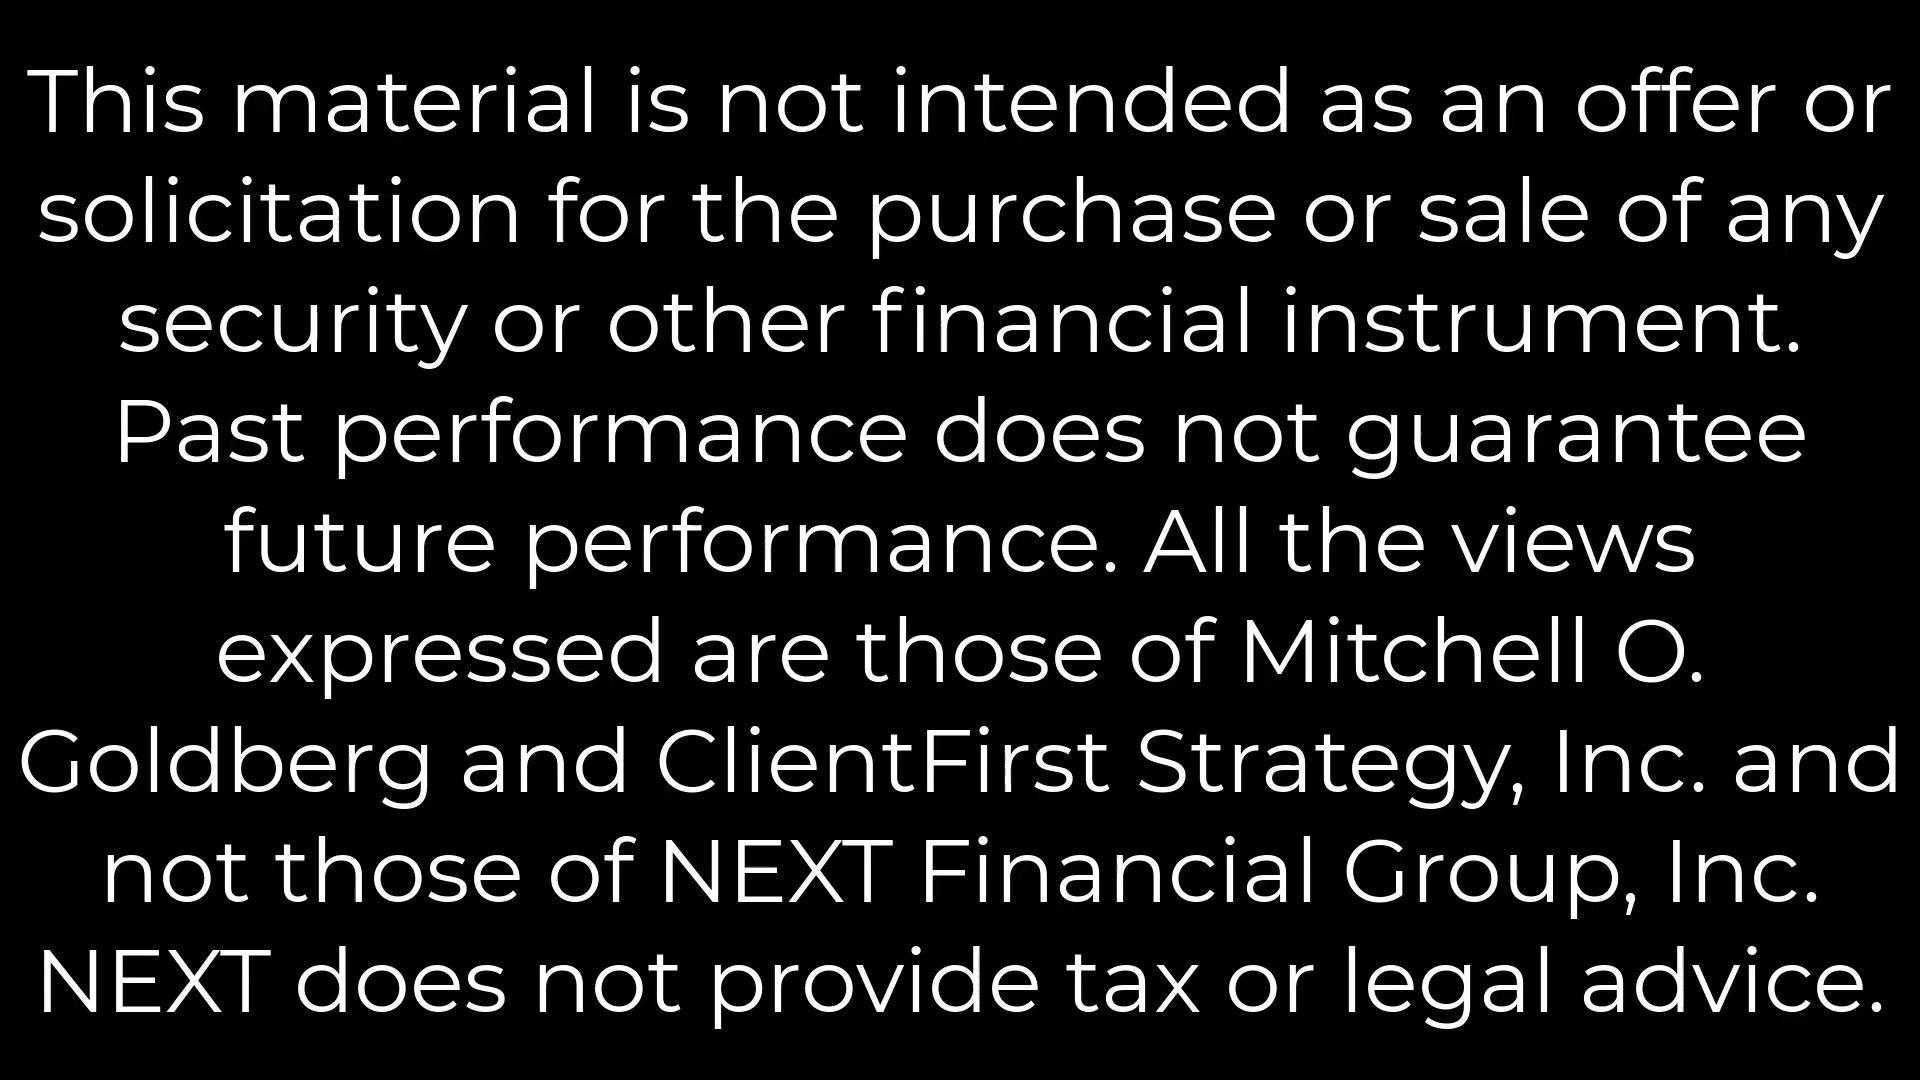 This material is not intended as an offer or
solicitation for the purchase or sale of any
security or other financial instrument.
Past performance does not guarantee
future performance. All the views
expressed are those of Mitchell O.
Goldberg and ClientFirst Strategy, Inc. and
not those of NEXT Financial Group, Inc.
NEXT does not provide tax or legal advice.